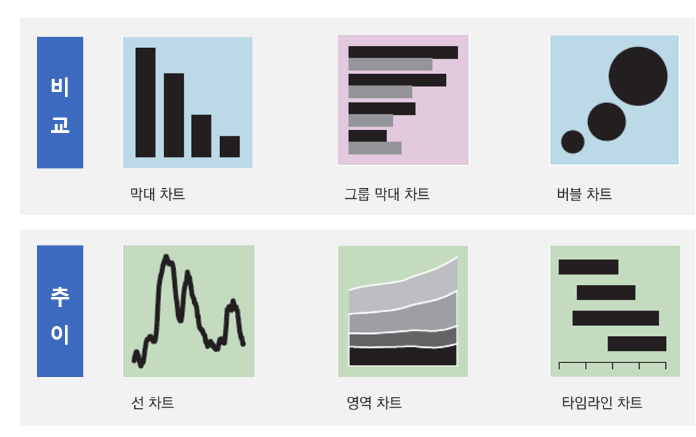 비
교
막대 차트
그룹 막대 차트
버블 차트
추
이
선 차트
영역 차트
타임라인 차트